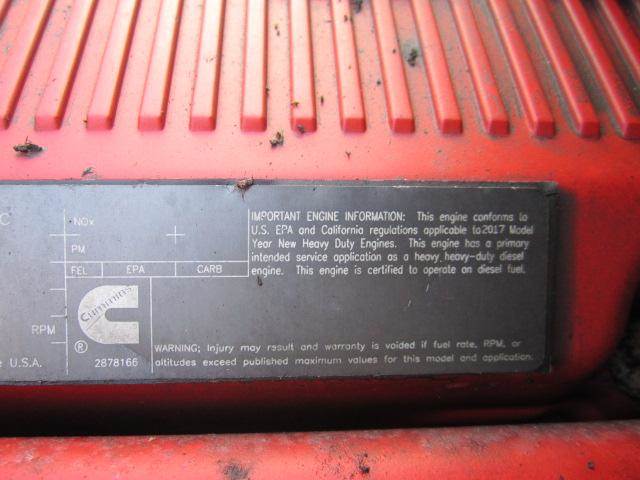 C
NOx
PM
FEL EPA CARB
RPM
U.S.A.
Cummins
®
2878166
IMPORTANT ENGINE INFORMATION: This engine conforms to
U.S. EPA and California regulations applicable to 2017 Model
Year New Heavy Duty Engines. This engine has a primary
intended service application as a heavy heavy-duty diesel
engine. This engine is certified to operate on diesel fuel.
WARNING; Injury may result and warranty is voided if fuel rate, RPM, or
altitudes exceed published maximum values for this model and application.